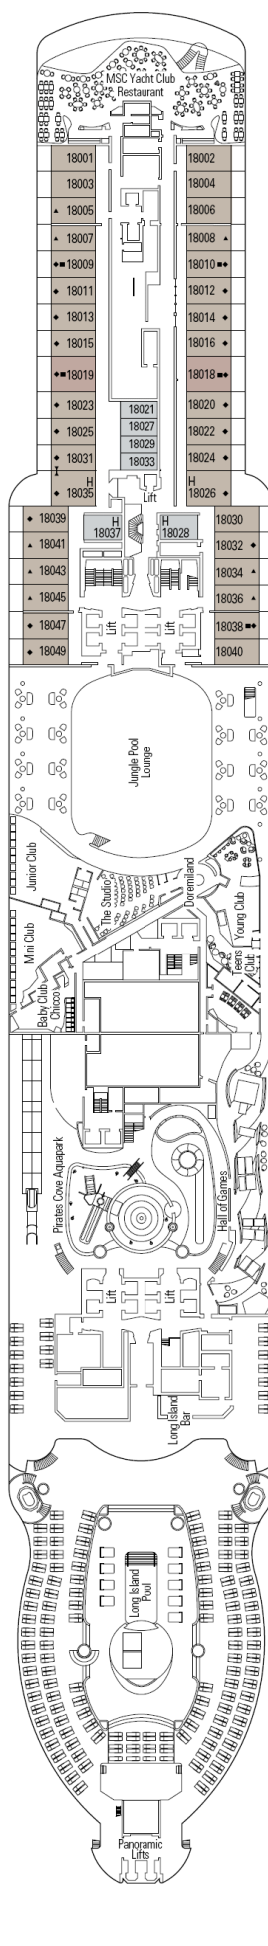 MSC Yacht Club
Restaurant
18001
18002
18003
18004
18005
18006
18007
18008
18009
18010
18011
18012
18013
18014
18015
18016
18019
18018
18021
18023
18020
18027
18025
18022
18029
18031
18024
18033
H
18035
H
18026
Lift
18039
H
18037
H
18028
18030
18041
18032
18043
18034
18045
18036
18047
Lift
Lift
18038
18049
18040
Jungle Pool
Lounge
Junior Club
The Studio
Doremiland
Young Club
Mini Club
Teens
Club
Baby Club
Chicco
Pirates Cove Aquapark
Hall of Games
Lift
Lift
Long Island
Bar
Long Island
Pool
Panoramic
Lifts